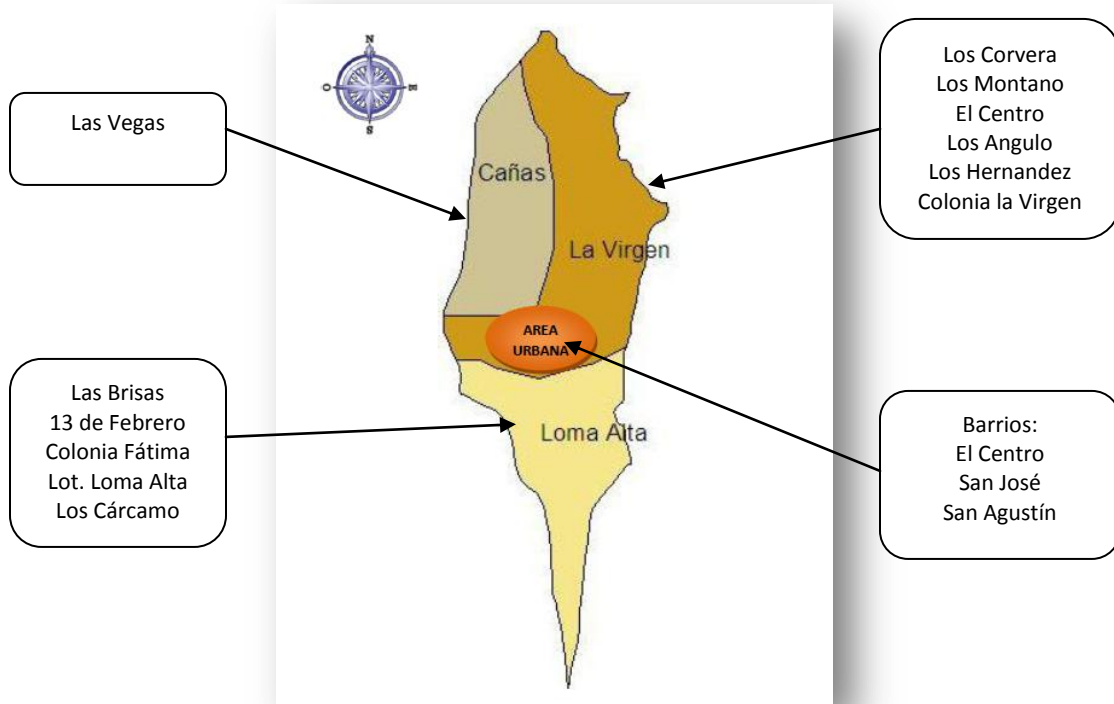 Las Vegas
Las Brisas
13 de Febrero
Colonia Fátima
Lot. Loma Alta
Los Cárcamo
N
O
E
S
Cañas
La Virgen
AREA
URBANA
Loma Alta
Los Corvera
Los Montano
El Centro
Los Angulo
Los Hernandez
Colonia la Virgen
Barrios:
El Centro
San José
San Agustín